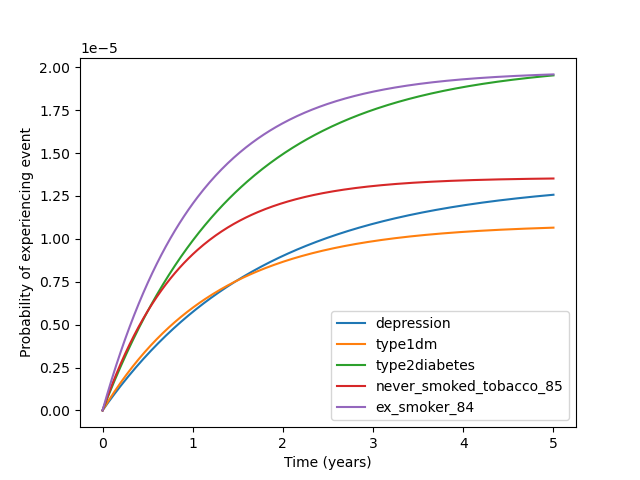 1e−5
2.00
1.75
1.50
1.25
1.00
0.75
0.50
0.25
0.00
Probability of experiencing event
0 1 2 3 4 5
Time (years)
depression
type1dm
type2diabetes
never_smoked_tobacco_85
ex_smoker_84